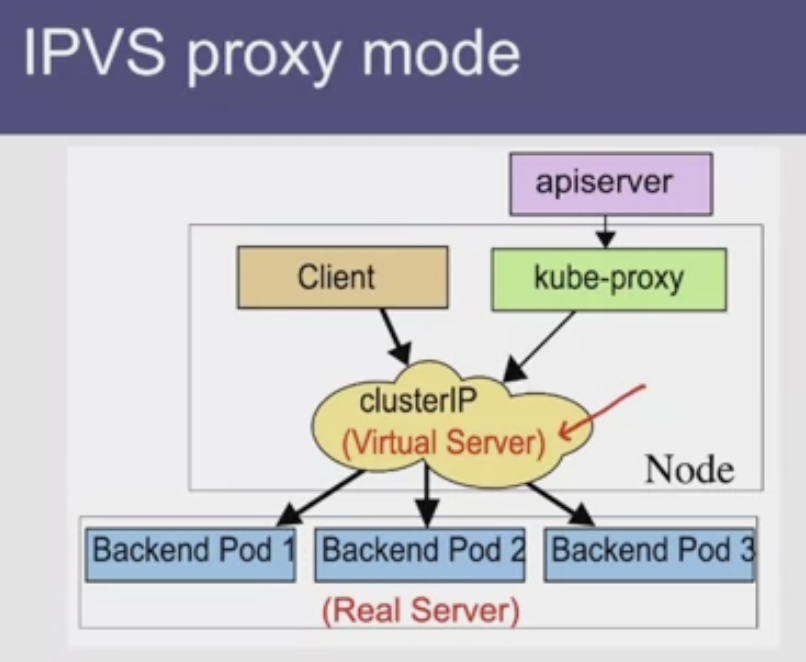 IPVS proxy mode
apiserver
Client
kube-proxy
clusterIP
(Virtual Server)
Node
Backend Pod 1
Backend Pod 2
Backend Pod 3
(Real Server)